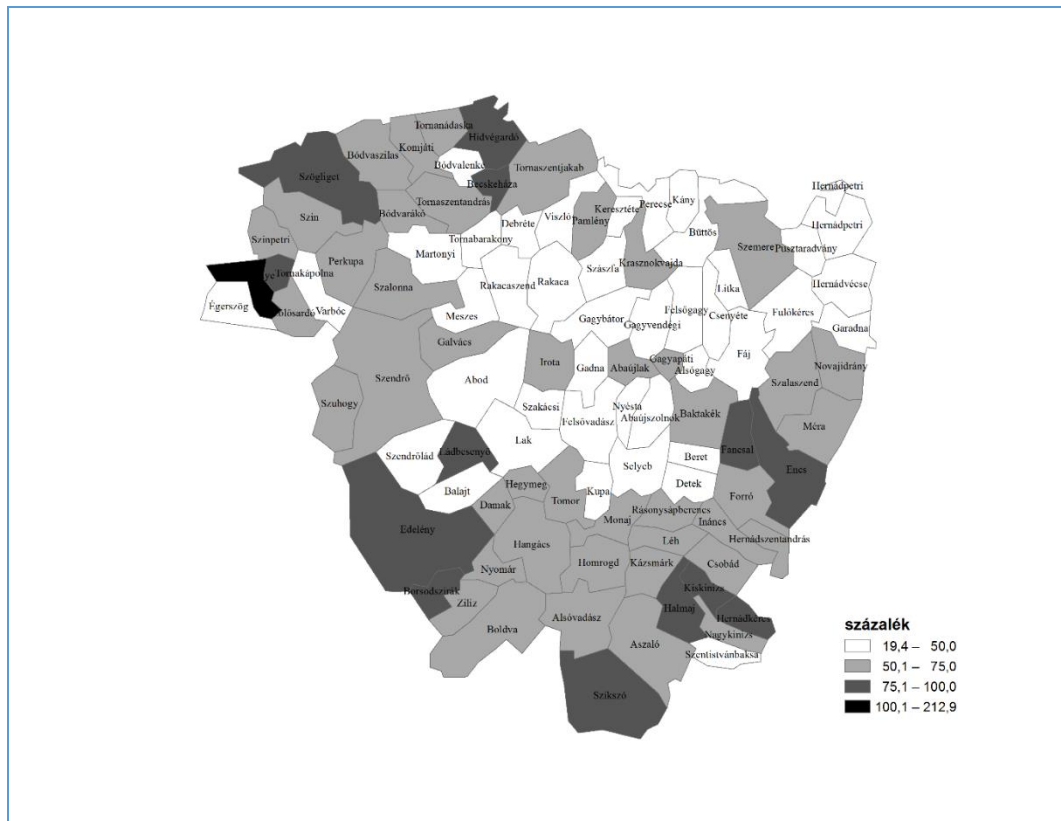 Tornanádaska
Hídvégardó
Bódvaszilas
Komjáti
Bódvalenke
Becskeháza
Tornaszentjakab
Szögliget
Tornaszentandrás
Bódvarákó
Szin
Szinpetri
Tornakápolna
Perkupa
Égerszög
Varbóc
Szalonna
Martonyi
Tornabarakony
Debréte
Viszló
Pamlény
Keresztéte
Perecse
Kány
Büttös
Szemere
Hernádpetri
Hernádpetri
Pusztaradvány
Hernádvécse
Krasznokvajda
Szászfa
Rakaca
Rakacaszend
Litka
Fulókércs
Garadna
Meszes
Gagybátor
Gagyvendégi
Felsőgagy
Csenyéte
Fáj
Galvács
Szendrő
Irota
Gadna
Abaújlak
Gagyapáti
Alsógagy
Novajidrány
Szalaszend
Szuhogy
Abod
Szakácsi
Felsővadász
Nyésta
Abaújszolnok
Baktakék
Méra
Lak
Szendrőlád
Ládbesenyő
Selyeb
Beret
Fancsal
Encs
Balajt
Hegymeg
Kupa
Detek
Damak
Tomor
Forró
Edelény
Monaj
Rásonysápberencs
Ináncs
Hangács
Léh
Hernádszentandrás
Nyomár
Homrogd
Kázsmárk
Csobád
Borsodszirák
Ziliz
Kiskinizs
Halmaj
Hernádkércs
Boldva
Alsóvadász
Aszaló
Nagykinizs
Szentistvánbaksa
Szikszó
százalék
19,4 – 50,0
50,1 – 75,0
75,1 – 100,0
100,1 – 212,9